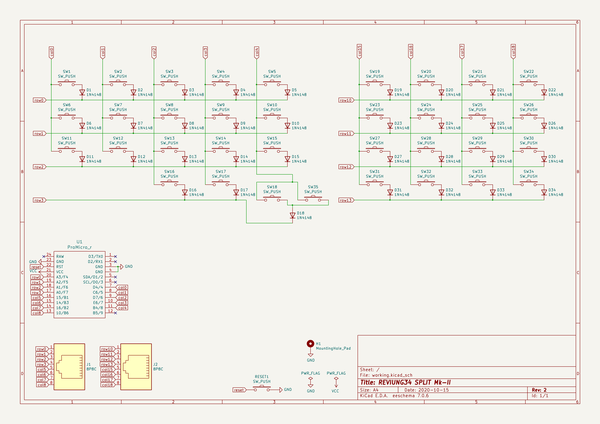 SW1 SW2 SW3 SW4 SW5 SW19 SW20 SW21 SW22
SW_PUSH SW_PUSH SW_PUSH SW_PUSH SW_PUSH SW_PUSH SW_PUSH SW_PUSH SW_PUSH
D1 D2 D3 D4 D5 D19 D20 D21 D22
1N4148 1N4148 1N4148 1N4148 1N4148 1N4148 1N4148 1N4148 1N4148
SW6 SW7 SW8 SW9 SW10 SW23 SW24 SW25 SW26
SW_PUSH SW_PUSH SW_PUSH SW_PUSH SW_PUSH SW_PUSH SW_PUSH SW_PUSH SW_PUSH
D6 D7 D8 D9 D10 D23 D24 D25 D26
1N4148 1N4148 1N4148 1N4148 1N4148 1N4148 1N4148 1N4148 1N4148
SW11 SW12 SW13 SW14 SW15 SW27 SW28 SW29 SW30
SW_PUSH SW_PUSH SW_PUSH SW_PUSH SW_PUSH SW_PUSH SW_PUSH SW_PUSH SW_PUSH
D11 D12 D13 D14 D15 D27 D28 D29 D30
1N4148 1N4148 1N4148 1N4148 1N4148 1N4148 1N4148 1N4148 1N4148
SW16 SW17 SW18 SW35 SW31 SW32 SW33 SW34
SW_PUSH SW_PUSH SW_PUSH SW_PUSH SW_PUSH SW_PUSH SW_PUSH SW_PUSH
D16 D17 D31 D32 D33 D34
1N4148 1N4148 1N4148 1N4148 1N4148 1N4148
D18
1N4148
U1
ProMicro_r
RAW D3/TX0
GND D2/RX1
RST GND
VCC GND
A3/F4 SDA/D1/2
A2/F5 SCL/D0/3
A1/F6 D4/4
A0/F7 C6/5
15/B1 D7/6
14/B3 E6/7
16/B2 B4/8
10/B6 B5/9
GND
GND
J1
8P8C
J2
8P8C
H1
MountingHole_Pad
GND
RESET1
SW_PUSH
reset
GND
PWR_FLAG PWR_FLAG
GND VCC
Sheet: /
File: working.kicad_sch
Title: REVIUNG34 SPLIT Mk-II
Size: A4 Date: 2020-10-15 Rev: 2
KiCad E.D.A. eeschema 7.0.6 Id: 1/1